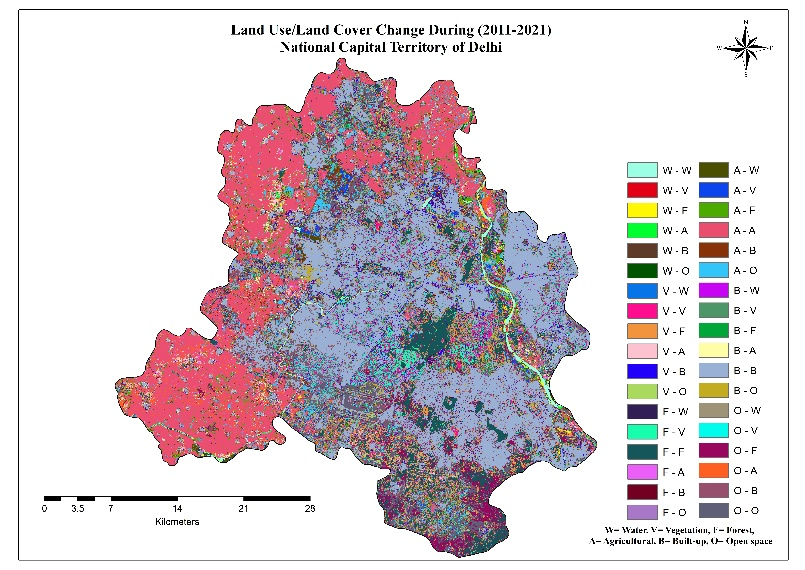 Land Use/Land Cover Change During (2011-2021)
National Capital Territory of Delhi
N
W
E
S
W - W
W - V
W - F
W - A
W - B
W - O
V - W
V - V
V - F
V - A
V - B
V - O
F - W
F - V
F - F
F - A
F - B
F - O
A - W
A - V
A - F
A - A
A - B
A - O
B - W
B - V
B - F
B - A
B - B
B - O
O - W
O - V
O - F
O - A
O - B
O - O
0 3.5 7 14 21 28
Kilometers
W= Water, V= Vegetation, F= Forest,
A= Agricultural, B= Built-up, O= Open space